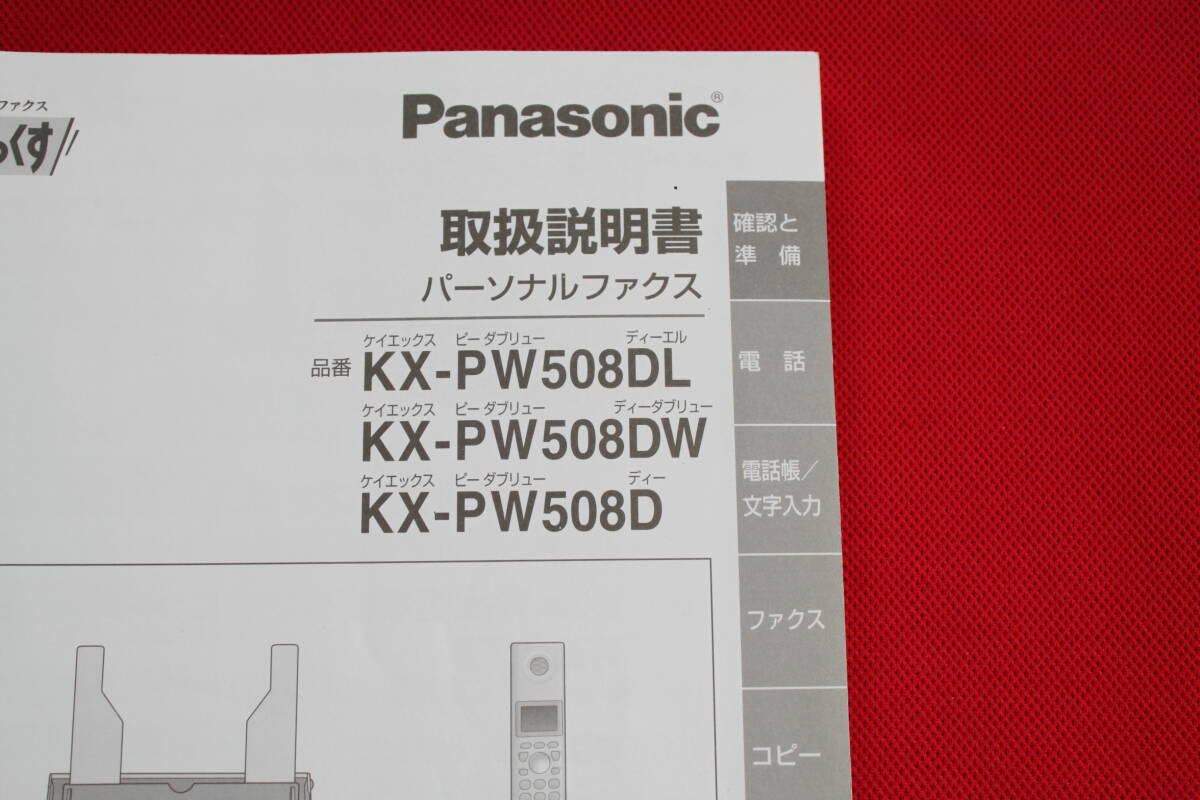 ファクス
っくす
Panasonic®
取扱説明書
パーソナルファクス
ケイエックス ピーダブリュー ディーエル
品番 KX-PW508DL
ケイエックス ピーダブリュー ディーダブリュー
KX-PW508DW
ケイエックス ピーダブリュー ディー
KX-PW508D
確認と
準 備
電 話
電話帳／
文字入力
ファクス
コピー